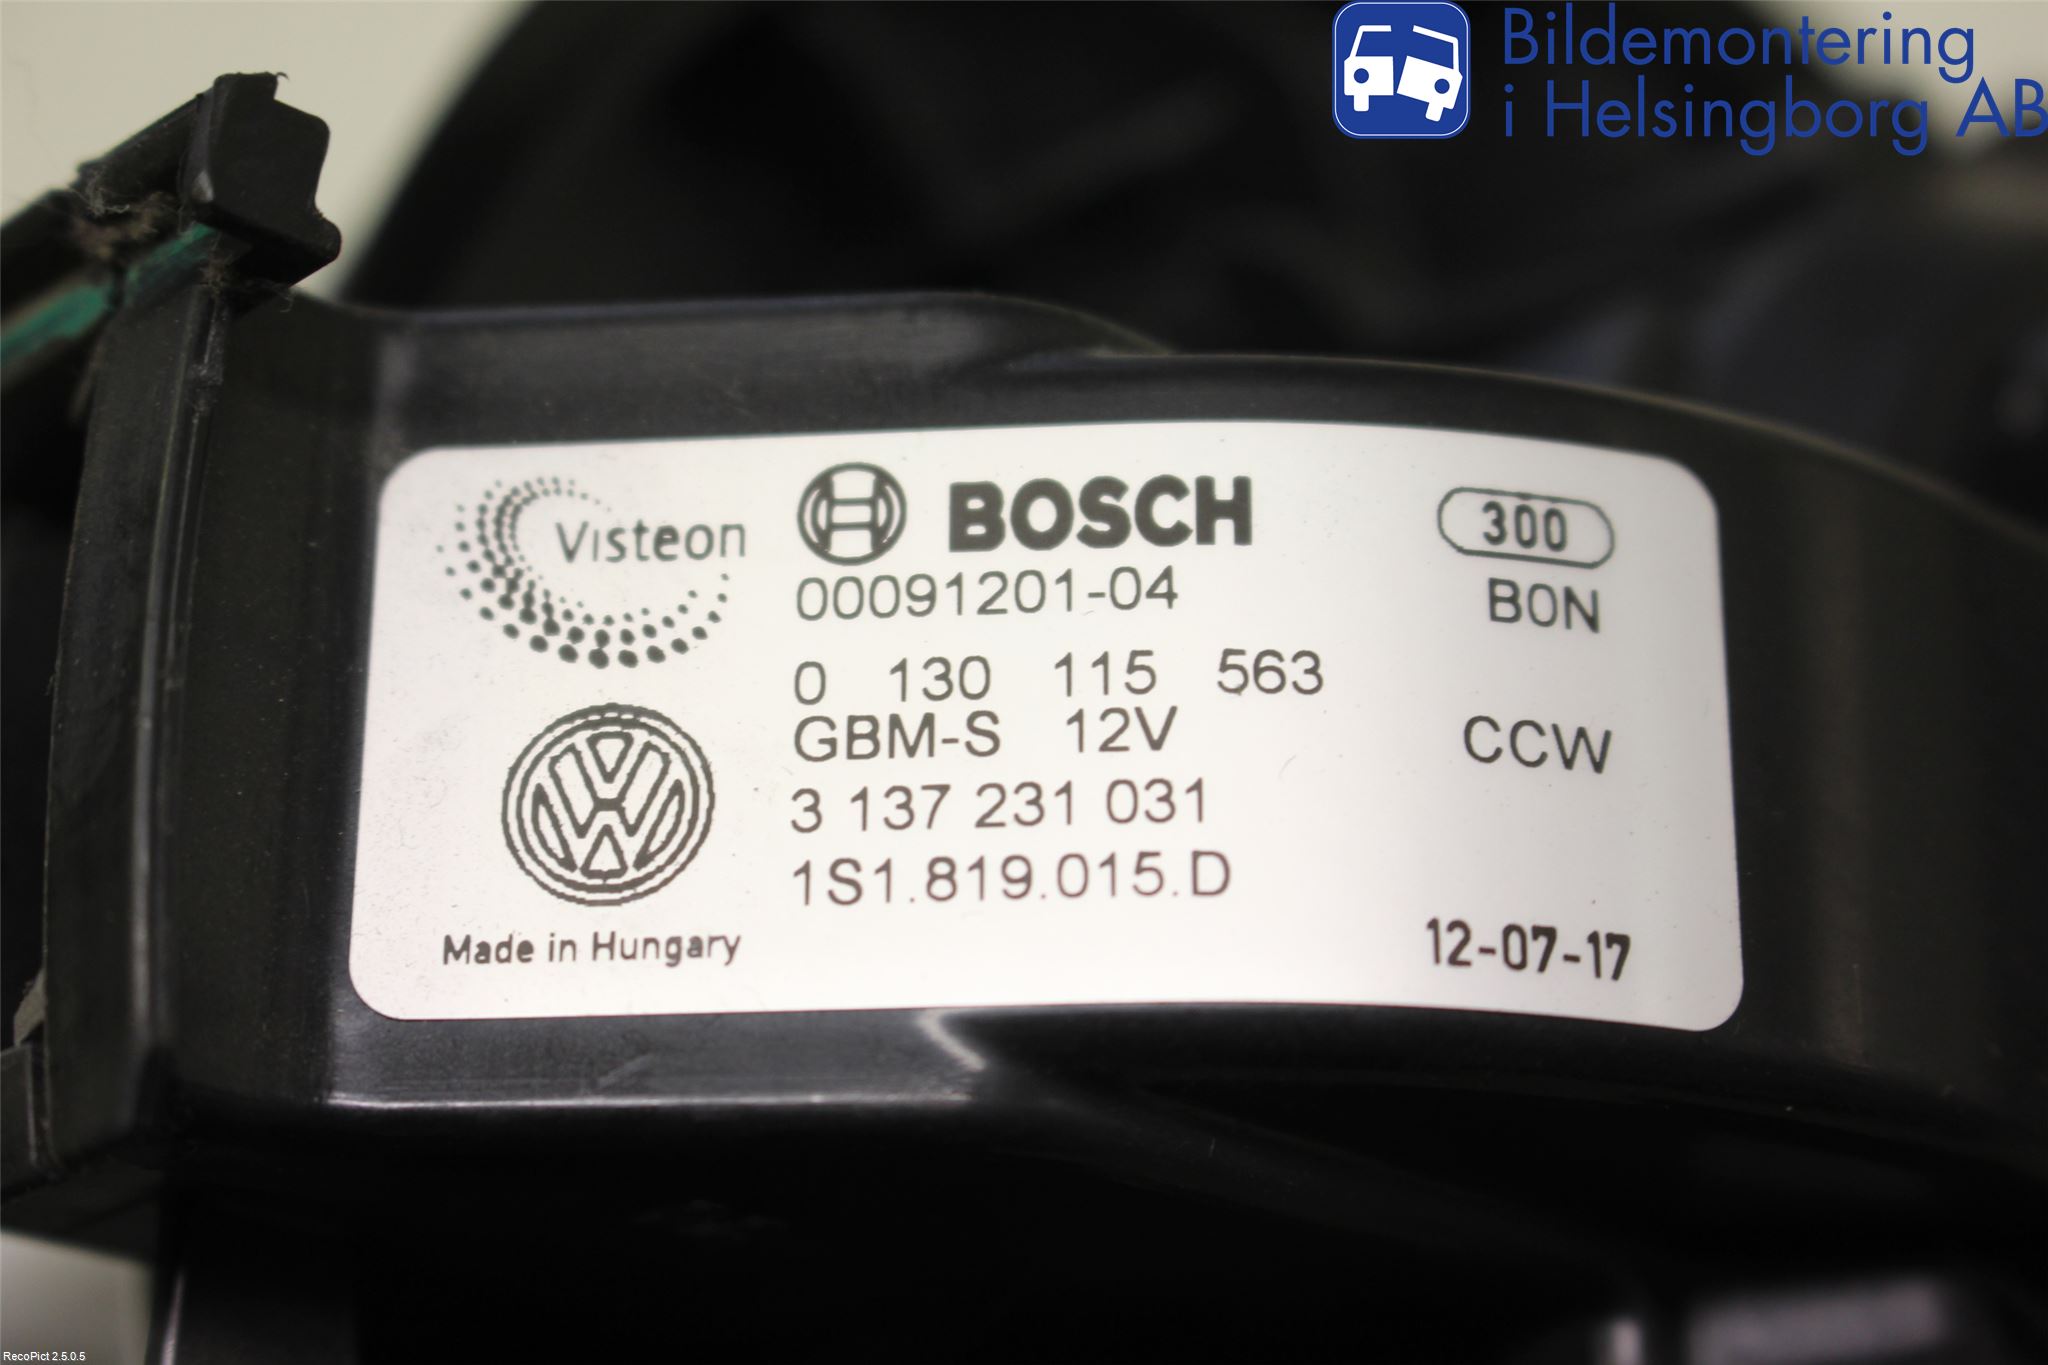 Bildemontering
i Helsingborg AB
Visteon
BOSCH
300
00091201-04
BON
0 130 115 563
GBM-S 12V
CCW
3 137 231 031
1S1.819.015.D
Made in Hungary
12-07-17
RecoPict 2.5.0.5